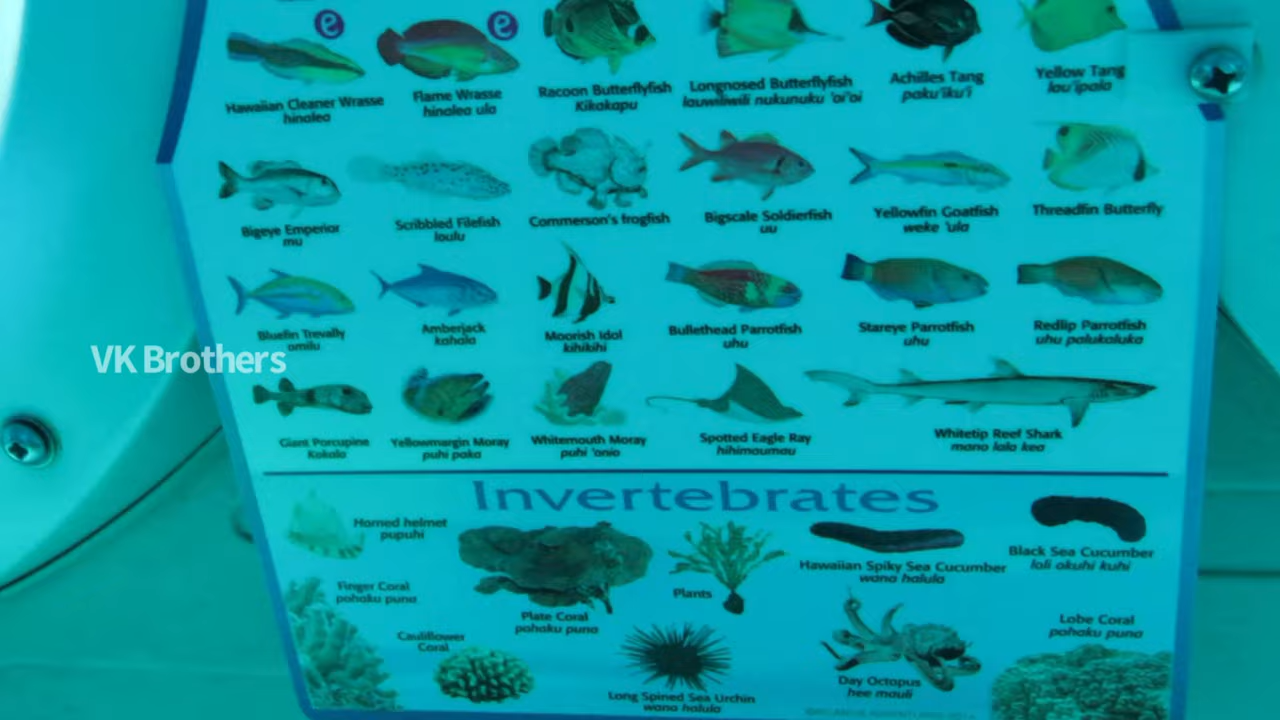 e
e
Hawaiian Cleaner Wrasse
hinalea
Flame Wrasse
hinalea ula
Racoon Butterflyfish
Kikakapu
Longnosed Butterflyfish
lauwiliwili nukunuku 'oi'oi
Achilles Tang
paku'iku'i
Yellow Tang
lau'ipala
Bigeye Emperior
mu
Scribbled Filefish
loulu
Commerson's frogfish
Bigscale Soldierfish
uu
Yellowfin Goatfish
weke 'ula
Threadfin Butterfly
Bluefin Trevally
omilu
Amberjack
kahala
Moorish Idol
kihikihi
Bullethead Parrotfish
uhu
Stareye Parrotfish
uhu
Redlip Parrotfish
uhu palukaluka
VK Brothers
Giant Porcupine
Kokala
Yellowmargin Moray
puhi paka
Whitemouth Moray
puhi 'onio
Spotted Eagle Ray
hihimaumau
Whitetip Reef Shark
mano lala kea
Invertebrates
Horned helmet
pupuhi
Finger Coral
pohaku puna
Cauliflower
Coral
Plate Coral
pohaku puna
Plants
Hawaiian Spiky Sea Cucumber
wana halula
Black Sea Cucumber
loli okuhi kuhi
Long Spined Sea Urchin
wana halula
Day Octopus
hee mauli
Lobe Coral
pohaku puna